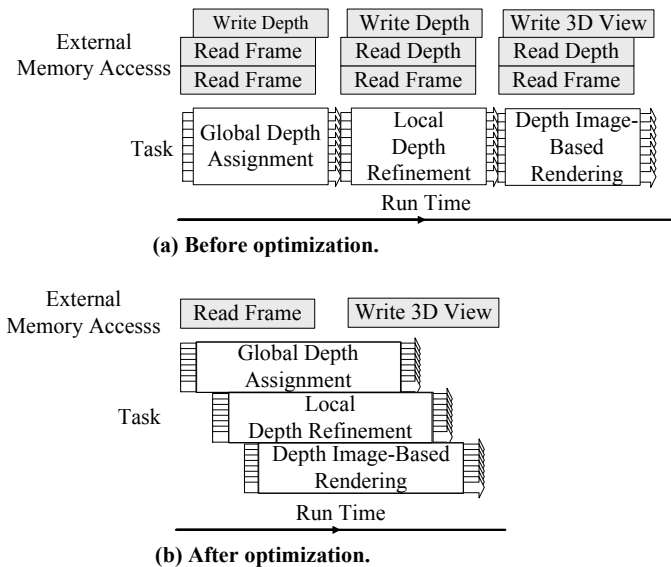 Write Depth Write Depth Write 3D View
External
Memory Accesss
Read Frame Read Depth Read Depth
Read Frame Read Frame Read Frame
Task
Global Depth
Assignment
Local
Depth
Refinement
Depth Image-
Based
Rendering
Run Time
(a) Before optimization.
External
Memory Accesss
Read Frame Write 3D View
Global Depth
Assignment
Task
Local
Depth Refinement
Depth Image-Based
Rendering
Run Time
(b) After optimization.